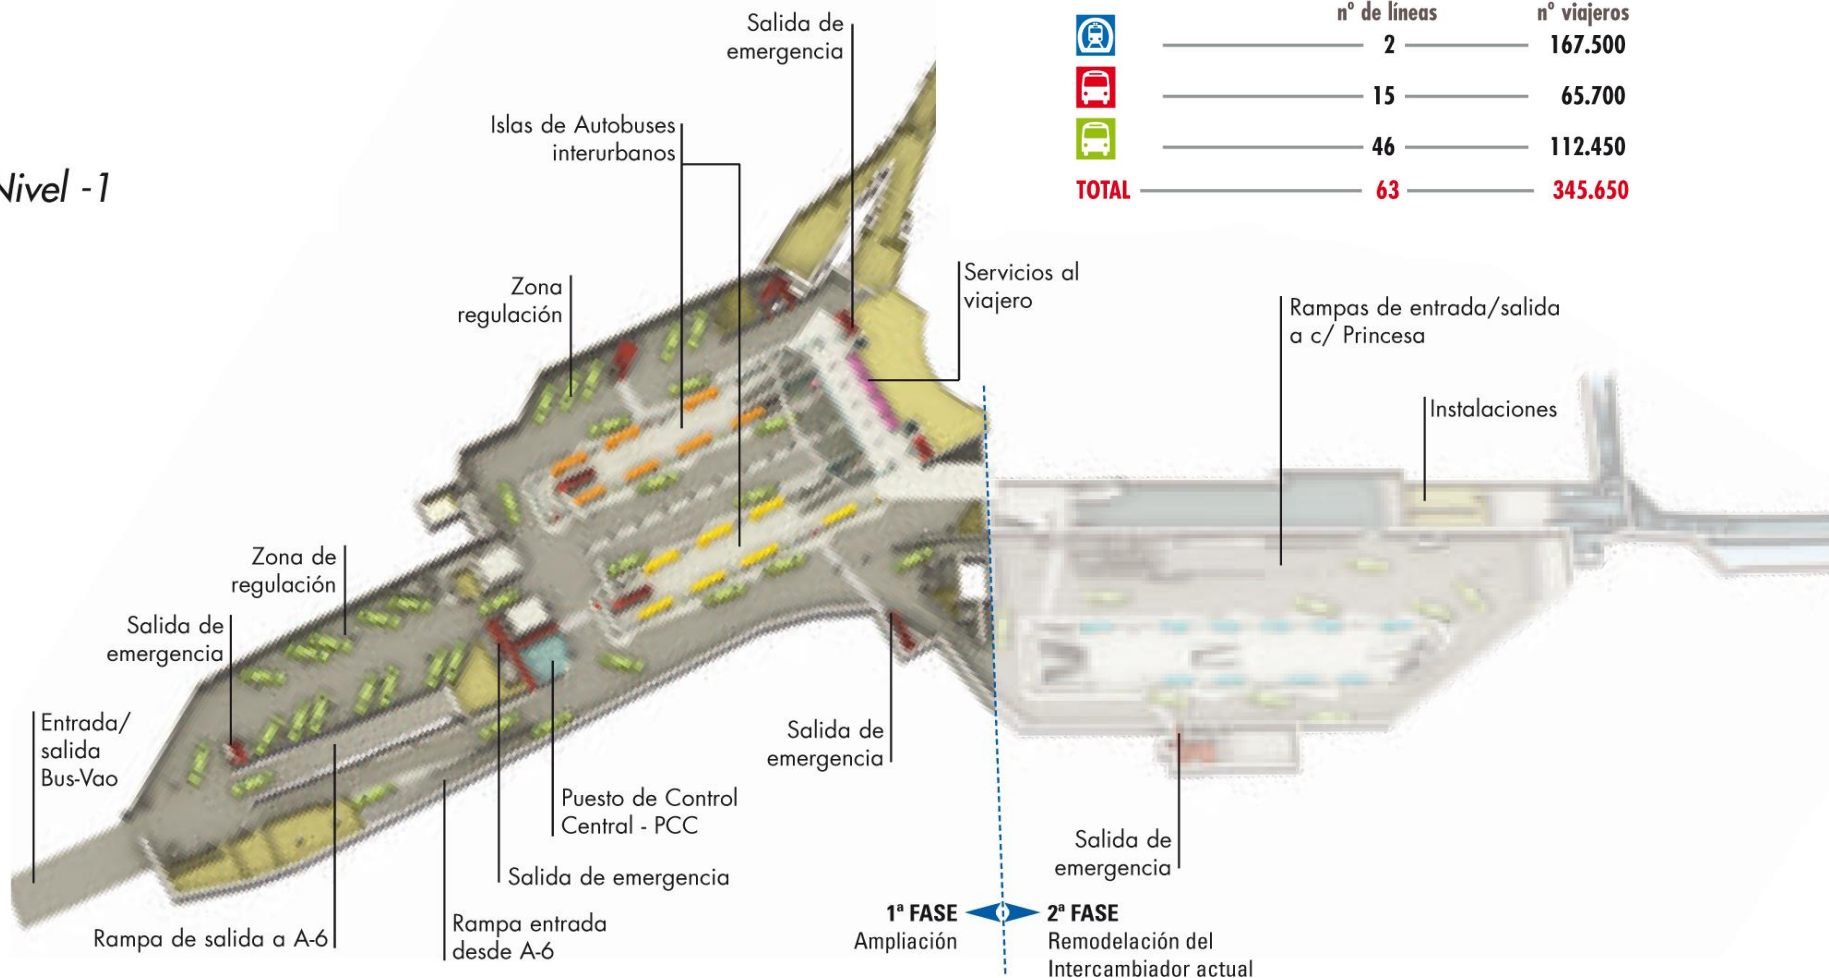 nº de líneas nº viajeros
2 167.500
15 65.700
46 112.450
TOTAL 63 345.650
Nivel -1
Salida de
emergencia
Islas de Autobuses
interurbanos
Zona
regulación
Servicios al
viajero
Rampas de entrada/salida
a c/ Princesa
Instalaciones
Zona de
regulación
Salida de
emergencia
Entrada/
salida
Bus-Vao
Salida de
emergencia
Puesto de Control
Central - PCC
Salida de
emergencia
Salida de emergencia
Rampa de salida a A-6
Rampa entrada
desde A-6
1ª FASE
Ampliación
2ª FASE
Remodelación del
Intercambiador actual